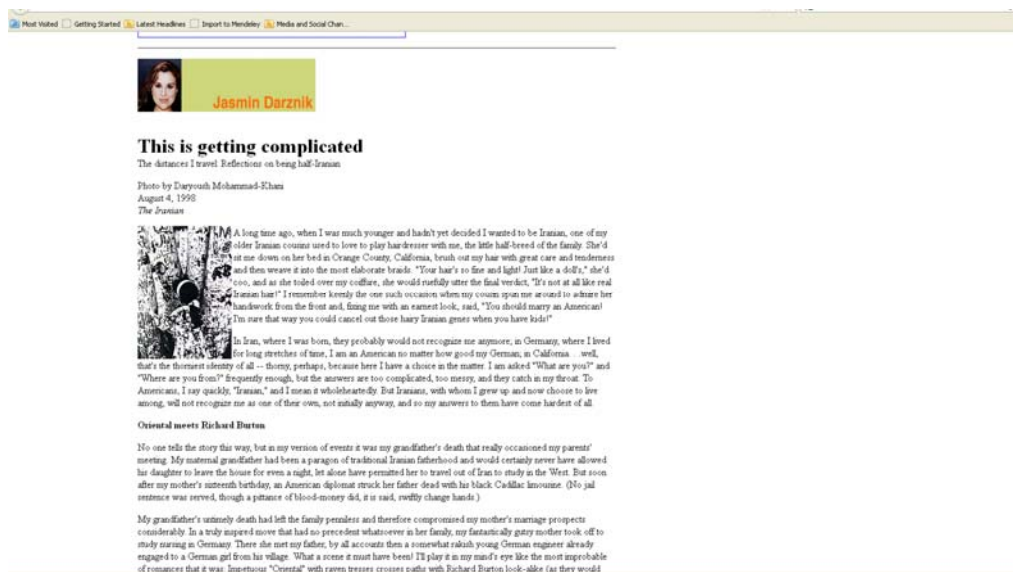 Most Visited Getting Started Latest Headlines Import to Mendeley Media and Social Chan...
Jasmin Darznik
This is getting complicated
The distances I travel: Reflections on being half-Iranian
Photo by Daryoush Mohammad-Khani
August 4, 1998
The Iranian
A long time ago, when I was much younger and hadn't yet decided I wanted to be Iranian, one of my
older Iranian cousins used to love to play hairdresser with me, the little half-breed of the family. She'd
sit me down on her bed in Orange County, California, brush out my hair with great care and tenderness
and then weave it into the most elaborate braids. "Your hair's so fine and light! Just like a doll's," she'd
coo, and as she toiled over my coiffure, she would ruefully utter the final verdict, "It's not at all like real
Iranian hair!" I remember keenly the one such occasion when my cousin spun me around to admire her
handiwork from the front and, fixing me with an earnest look, said, "You should marry an American!
I'm sure that way you could cancel out those hairy Iranian genes when you have kids!"
In Iran, where I was born, they probably would not recognize me anymore; in Germany, where I lived
for long stretches of time, I am an American no matter how good my German; in California . . . well,
that's the thorniest identity of all -- thorny, perhaps, because here I have a choice in the matter. I am asked "What are you?" and
"Where are you from?" frequently enough, but the answers are too complicated, too messy, and they catch in my throat. To
Americans, I say quickly, "Iranian," and I mean it wholeheartedly. But Iranians, with whom I grew up and now choose to live
among, will not recognize me as one of their own, not initially anyway, and so my answers to them have come hardest of all.
Oriental meets Richard Burton
No one tells the story this way, but in my version of events it was my grandfather's death that really occasioned my parents'
meeting. My maternal grandfather had been a paragon of traditional Iranian fatherhood and would certainly never have allowed
his daughter to leave the house for even a night, let alone have permitted her to travel out of Iran to study in the West. But soon
after my mother's sixteenth birthday, an American diplomat struck her father dead with his black Cadillac limousine. (No jail
sentence was served, though a pittance of blood-money did, it is said, swiftly change hands.)
My grandfather's untimely death had left the family penniless and therefore compromised my mother's marriage prospects
considerably. In a truly inspired move that had no precedent whatsoever in her family, my fantastically gutsy mother took off to
study nursing in Germany. There she met my father, by all accounts then a somewhat rakish young German engineer already
engaged to a German girl from his village. What a scene it must have been! I'll play it in my mind's eye like the most improbable
of romances that it was: Impetuous "Oriental" with raven tresses crosses paths with Richard Burton look-alike (as they would